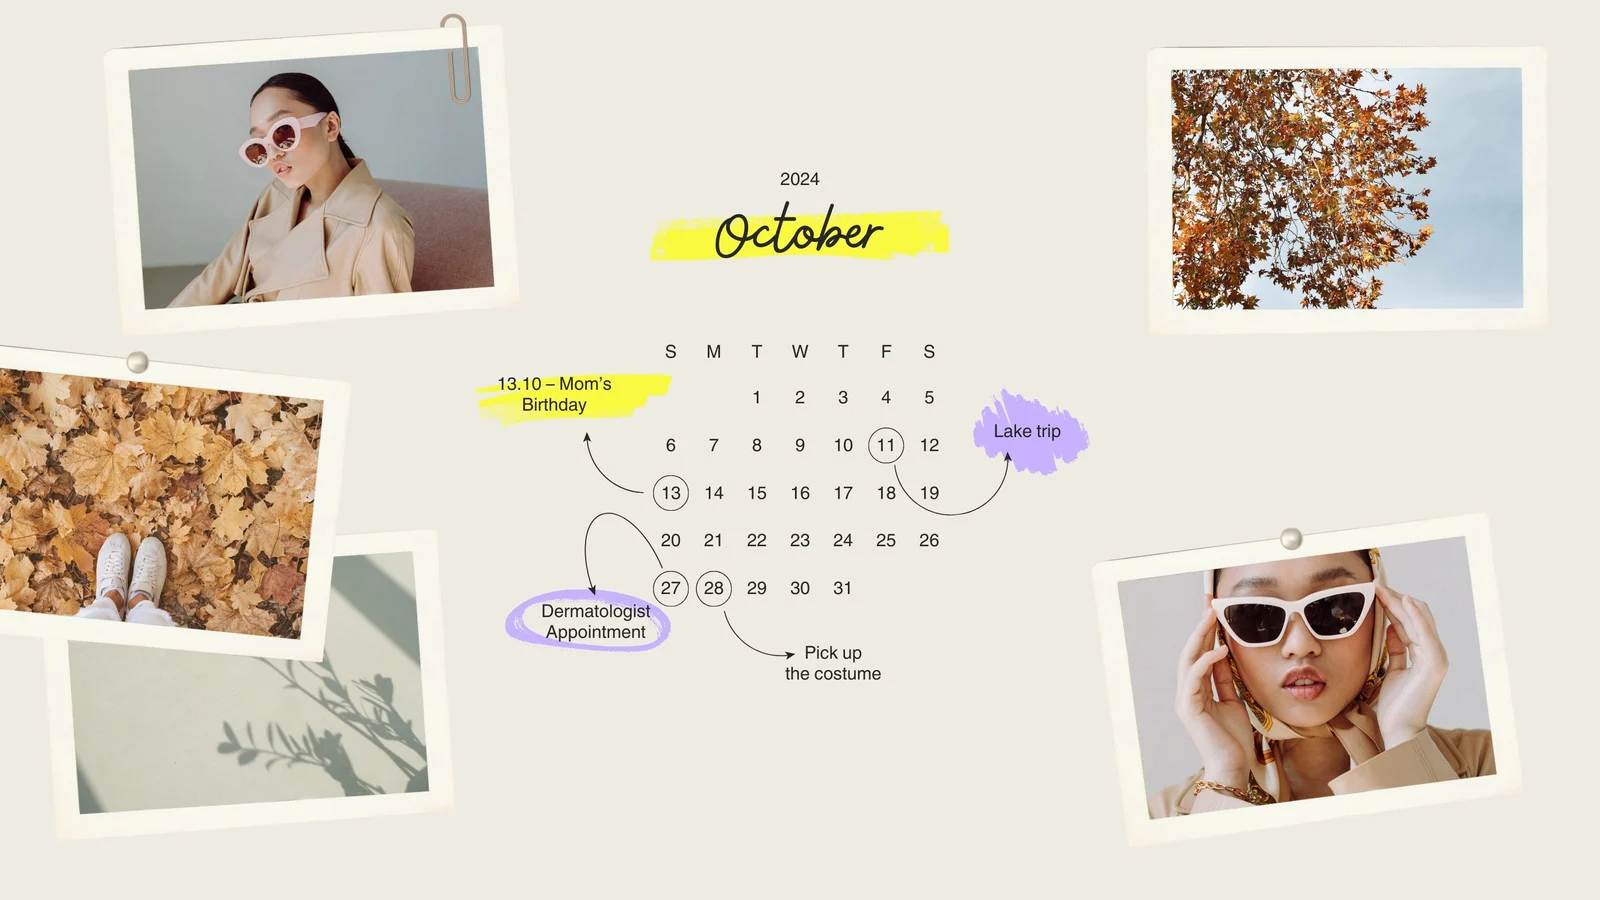 2024
October
S M T W T F S
1 2 3 4 5
6 7 8 9 10 11 12
13 14 15 16 17 18 19
20 21 22 23 24 25 26
27 28 29 30 31
13.10 – Mom's
Birthday
Lake trip
Dermatologist
Appointment
Pick up
the costume